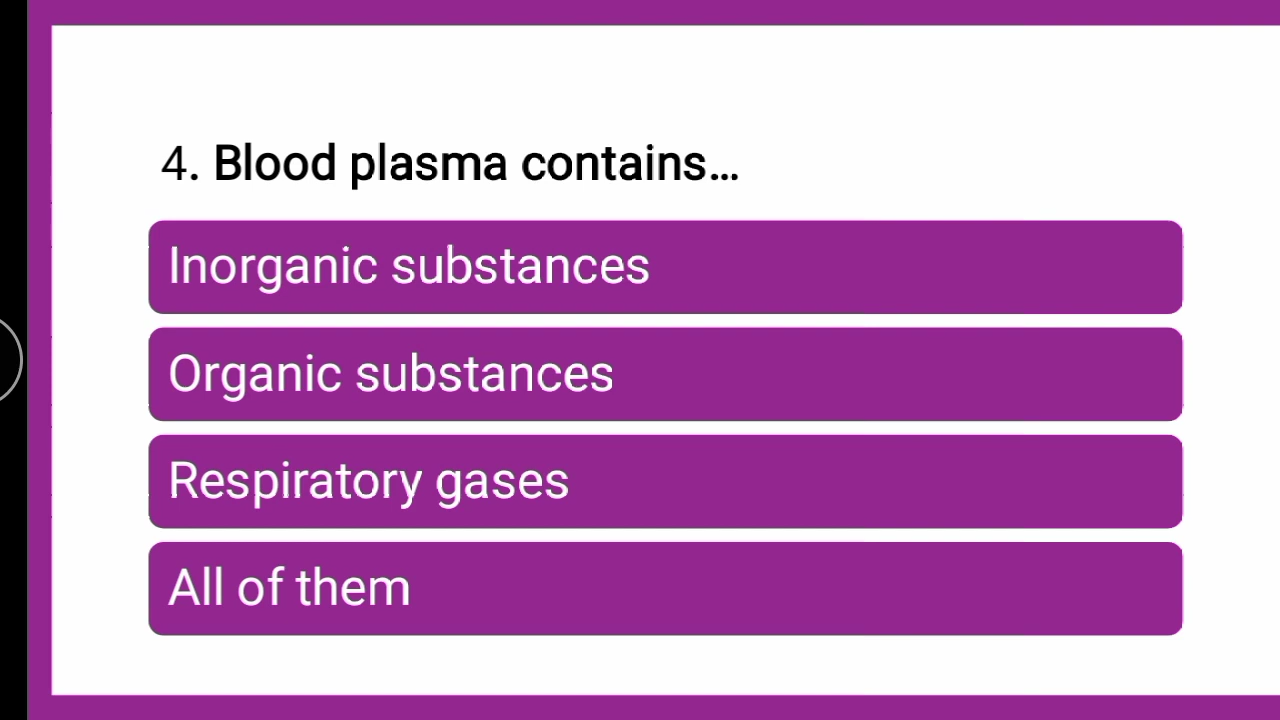 4. Blood plasma contains...
Inorganic substances
Organic substances
Respiratory gases
All of them